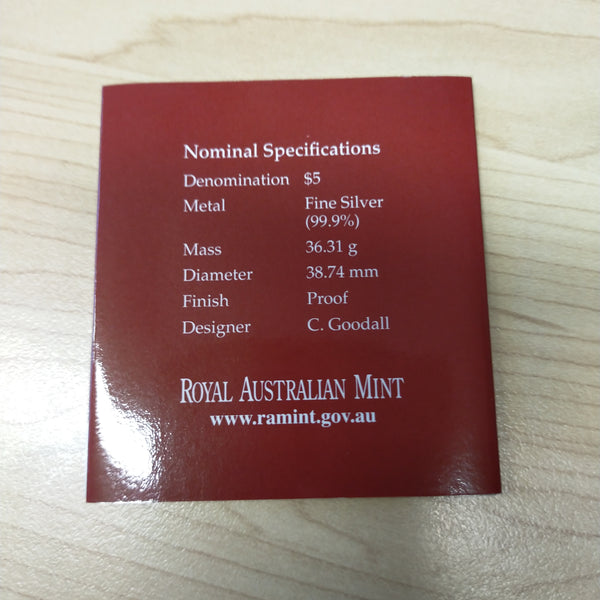 Nominal Specifications
Denomination $5
Metal Fine Silver
(99.9%)
Mass 36.31 g
Diameter 38.74 mm
Finish Proof
Designer C. Goodall
ROYAL AUSTRALIAN MINT
www.ramint.gov.au